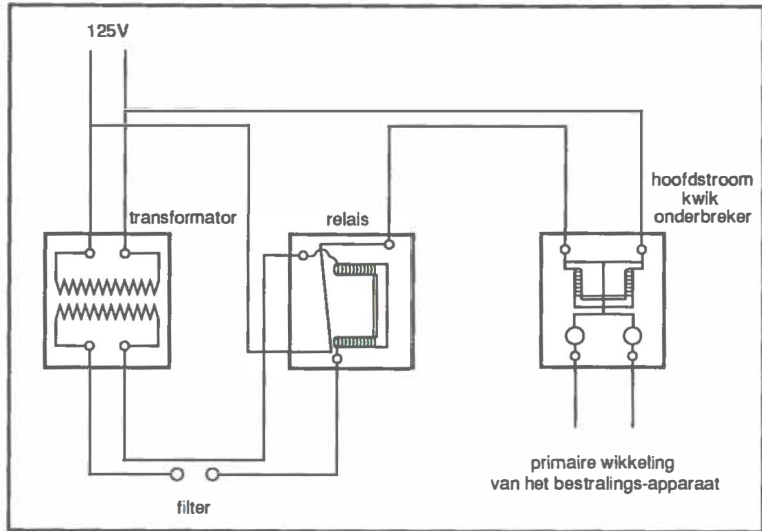 125V
transformator
relais
hoofdstroom
kwik
onderbreker
filter
primaire wikkeling
van het bestralings-apparaat